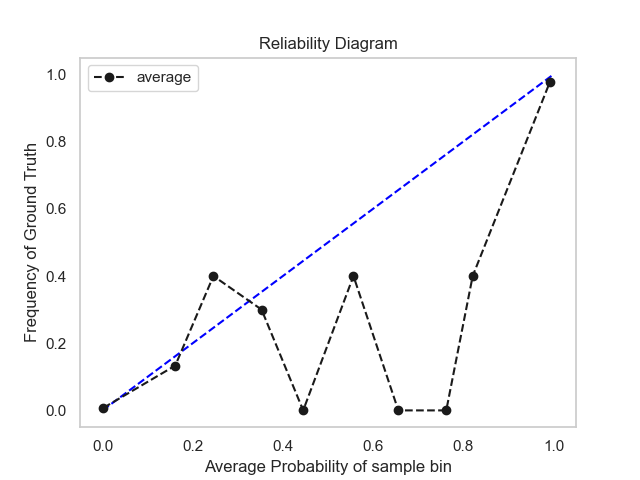 Reliability Diagram
average
1.0
0.8
0.6
0.4
0.2
0.0
Frequency of Ground Truth
0.0 0.2 0.4 0.6 0.8 1.0
Average Probability of sample bin